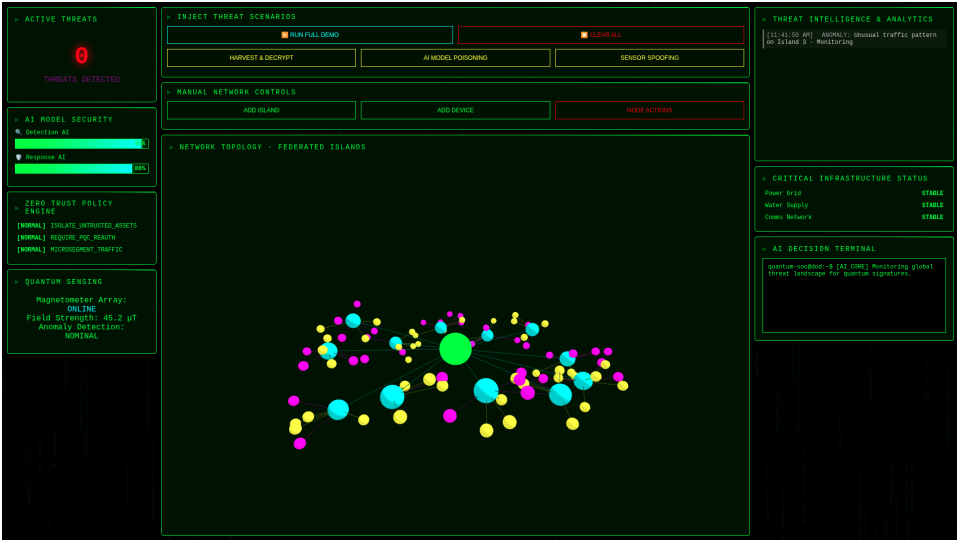 ACTIVE THREATS
0
THREATS DETECTED
AI MODEL SECURITY
🔍 Detection AI
%
🛡️ Response AI
88%
ZERO TRUST POLICY
ENGINE
[NORMAL] ISOLATE_UNTRUSTED_ASSETS
[NORMAL] REQUIRE_PQC_REAUTH
[NORMAL] MICROSEGMENT_TRAFFIC
QUANTUM SENSING
Magnetometer Array:
ONLINE
Field Strength: 45.2 µT
Anomaly Detection:
NOMINAL
INJECT THREAT SCENARIOS
RUN FULL DEMO
CLEAR ALL
HARVEST & DECRYPT
AI MODEL POISONING
SENSOR SPOOFING
MANUAL NETWORK CONTROLS
ADD ISLAND
ADD DEVICE
NODE ACTIONS
NETWORK TOPOLOGY - FEDERATED ISLANDS
THREAT INTELLIGENCE & ANALYTICS
[11:41:50 AM] ANOMALY: Unusual traffic pattern
on Island 3 - Monitoring
CRITICAL INFRASTRUCTURE STATUS
Power Grid STABLE
Water Supply STABLE
Comms Network STABLE
AI DECISION TERMINAL
quantum-soc@dod:~$ [AI_CORE] Monitoring global
threat landscape for quantum signatures.